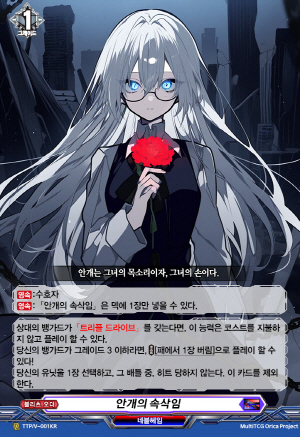 1
그레이드
안개는 그녀의 목소리이자, 그녀의 손이다.
영속:수호자
영속:「안개의 속삭임」은 덱에 1장만 넣을 수 있다.
상대의 뱅가드가「트리플 드라이브」를 갖는다면, 이 능력은 코스트를 지불하
지 않고 플레이 할 수 있다.
당신의 뱅가드가 그레이드 3 이하라면, [패에서 1장 버림]으로 플레이 할 수
있다!
당신의 유닛을 1장 선택하고, 그 배틀 중, 히트 당하지 않는다. 이 카드를 제외
한다.
안개의 속삭임
네블헤임
TTP/V-001KR
MultiTCG Orica Project